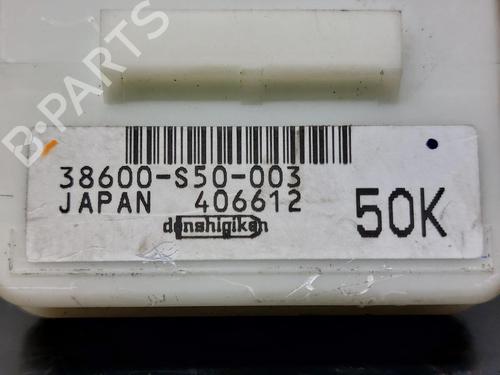 B-PARTS
38600-S50-003
JAPAN 406612
denshigiken
50K